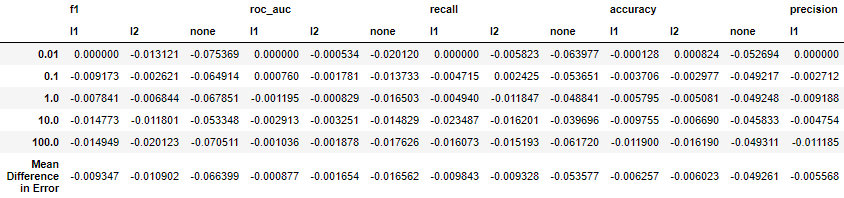 f1 roc_auc recall accuracy precision
l1 l2 none l1 l2 none l1 l2 none l1 l2 none l1
0.01 0.000000 -0.013121 -0.075369 0.000000 -0.000534 -0.020120 0.000000 -0.005823 -0.063977 -0.000128 0.000824 -0.052694 0.000000
0.1 -0.009173 -0.002621 -0.064914 0.000760 -0.001781 -0.013733 -0.004715 0.002425 -0.053651 -0.003706 -0.002977 -0.049217 -0.002712
1.0 -0.007841 -0.006844 -0.067851 -0.001195 -0.000829 -0.016503 -0.004940 -0.011847 -0.048841 -0.005795 -0.005081 -0.049248 -0.009188
10.0 -0.014773 -0.011801 -0.053348 -0.002913 -0.003251 -0.014829 -0.023487 -0.016201 -0.039696 -0.009755 -0.006690 -0.045833 -0.004754
100.0 -0.014949 -0.020123 -0.070511 -0.001036 -0.001878 -0.017626 -0.016073 -0.015193 -0.061720 -0.011900 -0.016190 -0.049311 -0.011185
Mean
Difference -0.009347 -0.010902 -0.066399 -0.000877 -0.001654 -0.016562 -0.009843 -0.009328 -0.053577 -0.006257 -0.006023 -0.049261 -0.005568
in Error